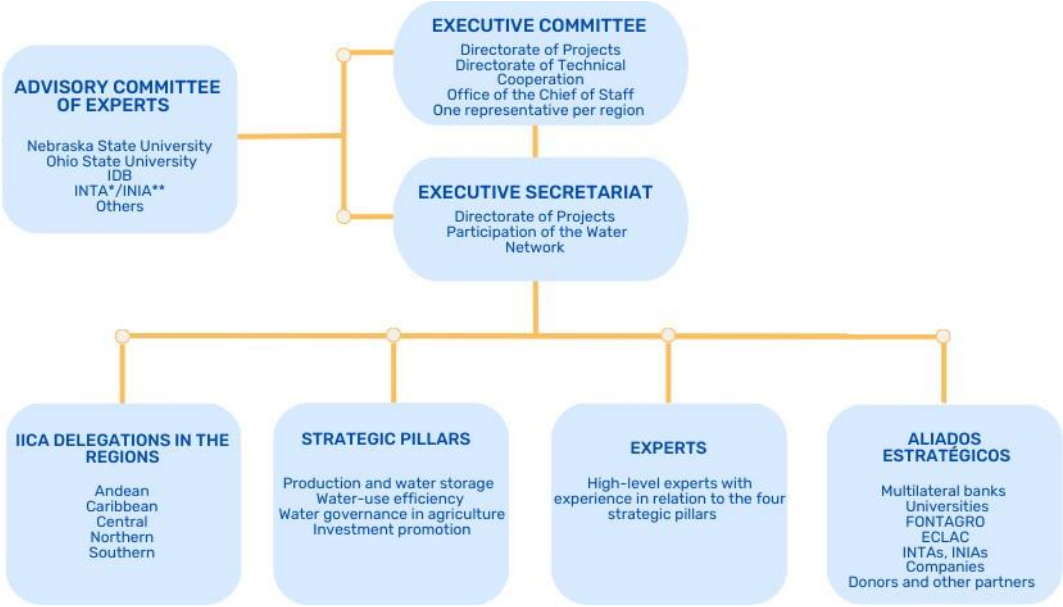 EXECUTIVE COMMITTEE
Directorate of Projects
Directorate of Technical
Cooperation
Office of the Chief of Staff
One representative per region
ADVISORY COMMITTEE
OF EXPERTS
Nebraska State University
Ohio State University
IDB
INTA*/INIA**
Others
EXECUTIVE SECRETARIAT
Directorate of Projects
Participation of the Water
Network
IICA DELEGATIONS IN THE
REGIONS
Andean
Caribbean
Central
Northern
Southern
STRATEGIC PILLARS
Production and water storage
Water-use efficiency
Water governance in agriculture
Investment promotion
EXPERTS
High-level experts with
experience in relation to the four
strategic pillars
ALIADOS
ESTRATÉGICOS
Multilateral banks
Universities
FONTAGRO
ECLAC
INTAs, INIAs
Companies
Donors and other partners